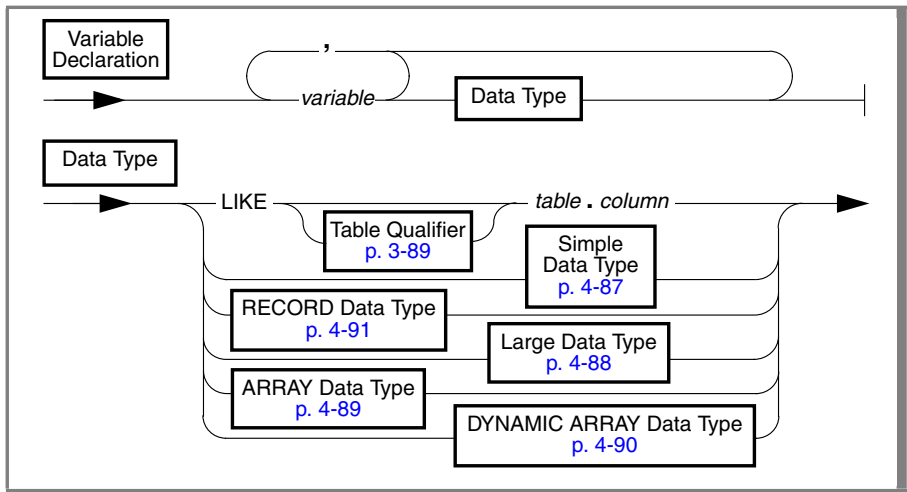 Variable
Declaration
,
variable
Data Type
Data Type
LIKE
table . column
Table Qualifier
p. 3-89
Simple
Data Type
p. 4-87
RECORD Data Type
p. 4-91
Large Data Type
p. 4-88
ARRAY Data Type
p. 4-89
DYNAMIC ARRAY Data Type
p. 4-90